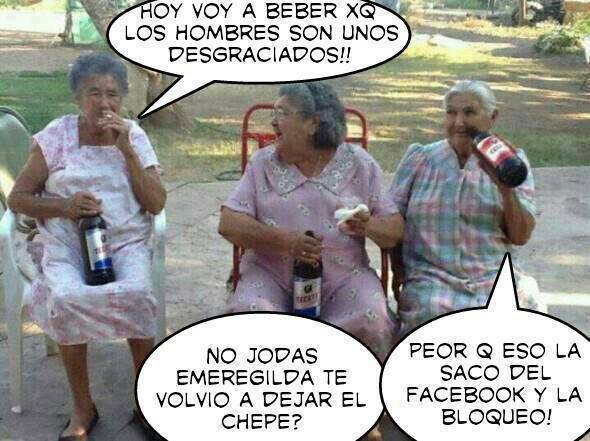 HOY VOY A BEBER XQ
LOS HOMBRES SON UNOS
DESGRACIADOS!!
NO JODAS
EMEREGILDA TE
VOLVIO A DEJAR EL
CHEPE?
PEOR Q ESO LA
SACO DEL
FACEBOOK Y LA
BLOQUEO!
TECATE